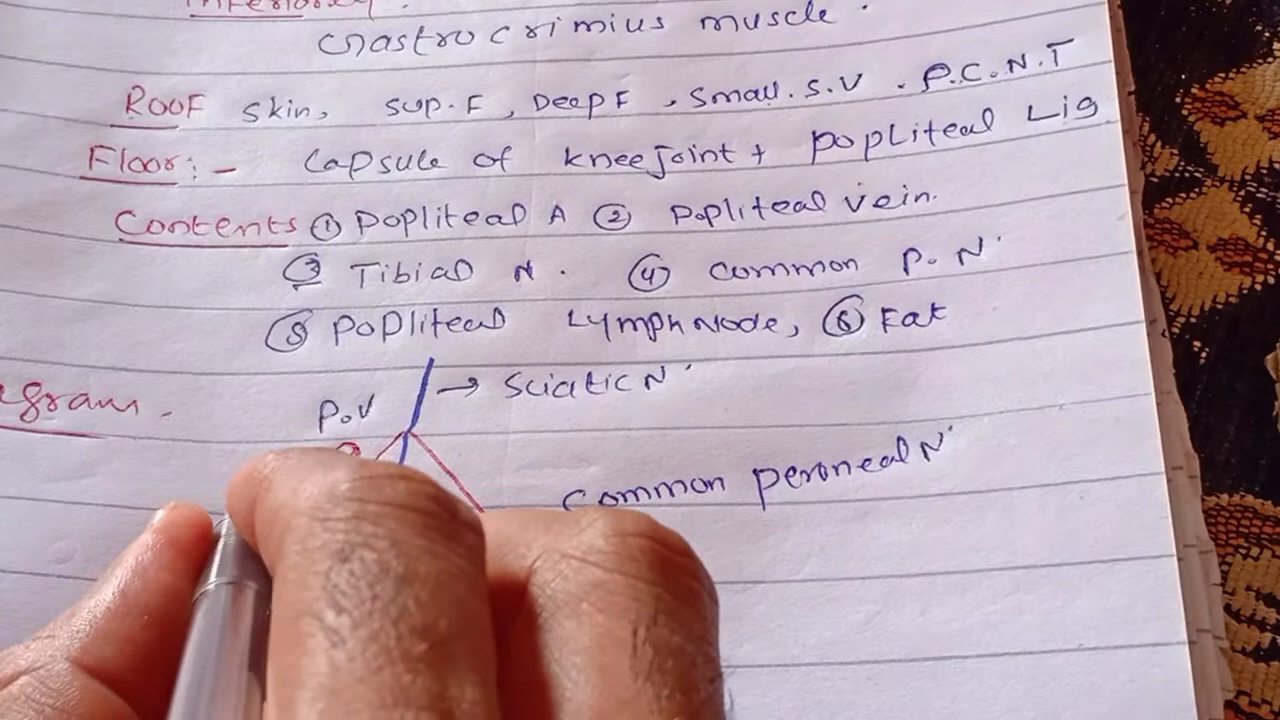 Inferiorly.
Gastrocrimius muscle.
Roof skin, sup.F, Deep F, small.S.V. P.C.N.T
Floor:- capsule of kneejoint + popliteal Lig
Contents ① popliteal A ② popliteal vein.
③ Tibial N. ④ common P.N.
⑤ popliteal Lymph Node, ⑥ Fat
gram.
→ Sciatic N.
P.V
Common peroneal N.